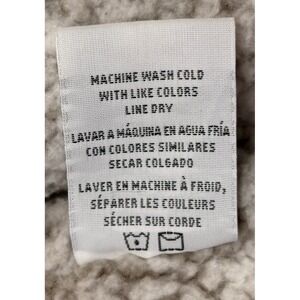 MACHINE WASH COLD
WITH LIKE COLORS
LINE DRY
LAVAR A MÁQUINA EN AGUA FRÍA
CON COLORES SIMILARES
SECAR COLGADO
LAVER EN MACHINE À FROID,
SÉPARER LES COULEURS
SÉCHER SUR CORDE